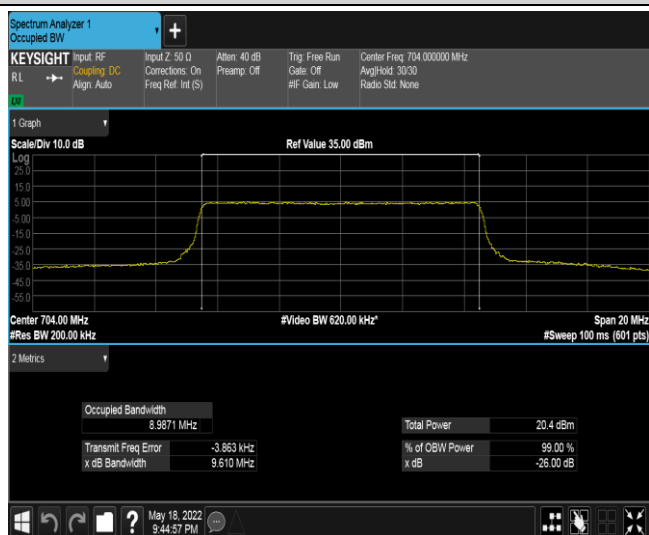 Spectrum Analyzer 1
Occupied BW
KEYSIGHT
RL
Input: RF
Coupling: DC
Align: Auto
Input Z: 50 Ω
Corrections: On
Freq Ref: Int (S)
Atten: 40 dB
Preamp: Off
Trig: Free Run
Gate: Off
#IF Gain: Low
Center Freq: 704.000000 MHz
Avg|Hold: 30/30
Radio Std: None
1 Graph
Scale/Div 10.0 dB
Ref Value 35.00 dBm
Log
25.0
15.0
5.00
-5.00
-15.0
-25.0
-35.0
-45.0
-55.0
Center 704.00 MHz
#Video BW 620.00 kHz*
Span 20 MHz
#Res BW 200.00 kHz
#Sweep 100 ms (601 pts)
2 Metrics
Occupied Bandwidth
8.9871 MHz
Total Power 20.4 dBm
Transmit Freq Error -3.863 kHz
% of OBW Power 99.00 %
x dB Bandwidth 9.610 MHz
x dB -26.00 dB
?
May 18, 2022
9:44:57 PM